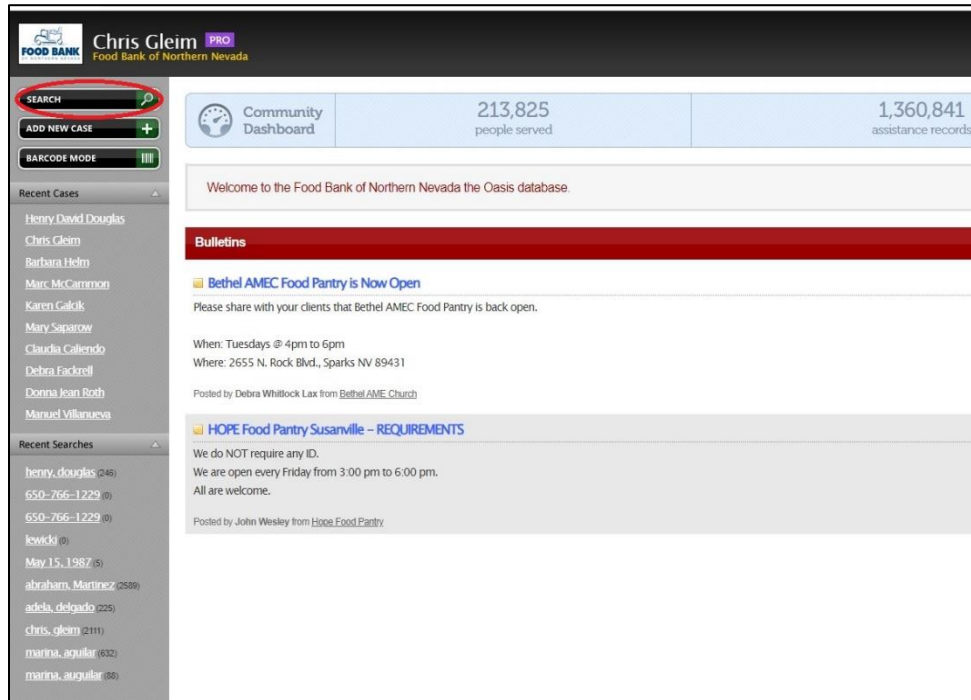 FOOD BANK
OF NORTHERN NEVADA
Chris Gleim PRO
Food Bank of Northern Nevada
SEARCH
ADD NEW CASE
BARCODE MODE
Recent Cases
Henry David Douglas
Chris Gleim
Barbara Helm
Marc McCammon
Karen Galcik
Mary Saparow
Claudia Caliendo
Debra Fackrell
Donna Jean Roth
Manuel Villanueva
Recent Searches
henry, douglas (246)
650-766-1229 (0)
650-766-1229 (0)
lewicki (0)
May 15, 1987 (5)
abraham, Martinez (2589)
adela, delgado (225)
chris, gleim (2111)
marina, aguilar (632)
marina, auguilar (88)
Community Dashboard
213,825
people served
1,360,841
assistance records
Welcome to the Food Bank of Northern Nevada the Oasis database.
Bulletins
Bethel AMEC Food Pantry is Now Open
Please share with your clients that Bethel AMEC Food Pantry is back open.
When: Tuesdays @ 4pm to 6pm
Where: 2655 N. Rock Blvd., Sparks NV 89431
Posted by Debra Whitlock Lax from Bethel AME Church
HOPE Food Pantry Susanville – REQUIREMENTS
We do NOT require any ID.
We are open every Friday from 3:00 pm to 6:00 pm.
All are welcome.
Posted by John Wesley from Hope Food Pantry